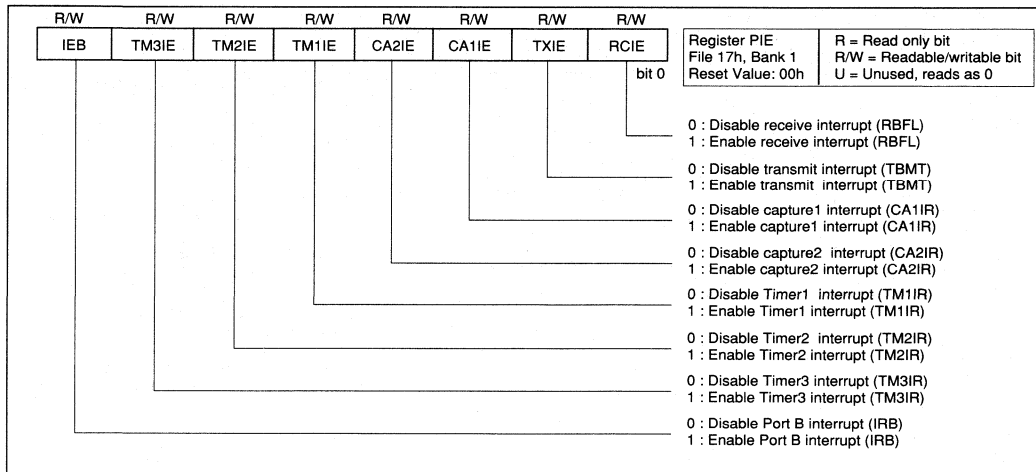 R/W R/W R/W R/W R/W R/W R/W R/W
IEB TM3IE TM2IE TM1IE CA2IE CA1IE TXIE RCIE
bit 0
Register PIE
File 17h, Bank 1
Reset Value: 00h
R = Read only bit
R/W = Readable/writable bit
U = Unused, reads as 0
0 : Disable receive interrupt (RBFL)
1 : Enable receive interrupt (RBFL)
0 : Disable transmit interrupt (TBMT)
1 : Enable transmit interrupt (TBMT)
0 : Disable capture1 interrupt (CA1IR)
1 : Enable capture1 interrupt (CA1IR)
0 : Disable capture2 interrupt (CA2IR)
1 : Enable capture2 interrupt (CA2IR)
0 : Disable Timer1 interrupt (TM1IR)
1 : Enable Timer1 interrupt (TM1IR)
0 : Disable Timer2 interrupt (TM2IR)
1 : Enable Timer2 interrupt (TM2IR)
0 : Disable Timer3 interrupt (TM3IR)
1 : Enable Timer3 interrupt (TM3IR)
0 : Disable Port B interrupt (IRB)
1 : Enable Port B interrupt (IRB)